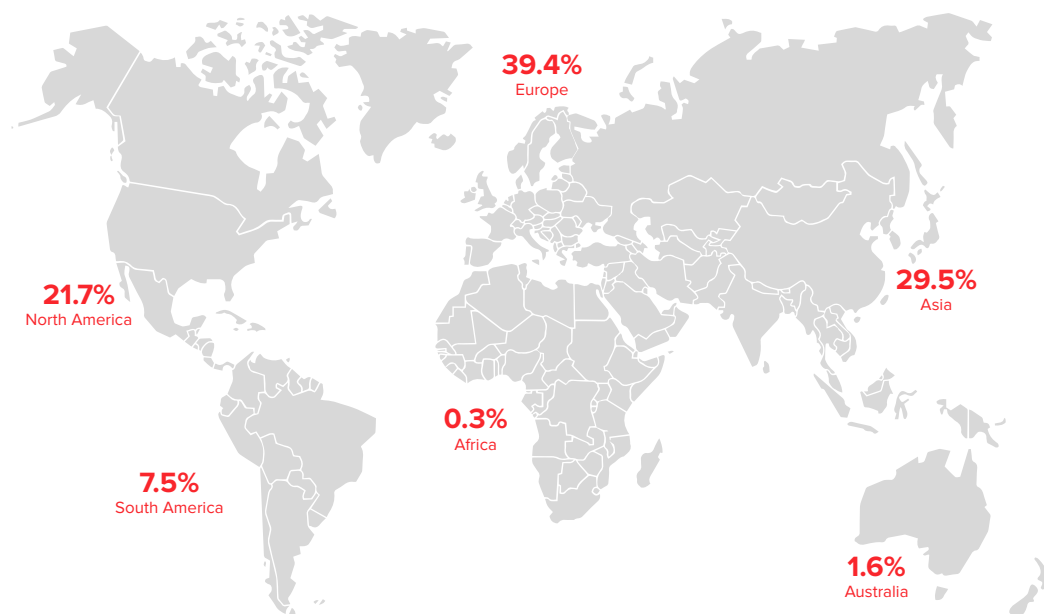 39.4%
Europe
21.7%
North America
29.5%
Asia
0.3%
Africa
7.5%
South America
1.6%
Australia